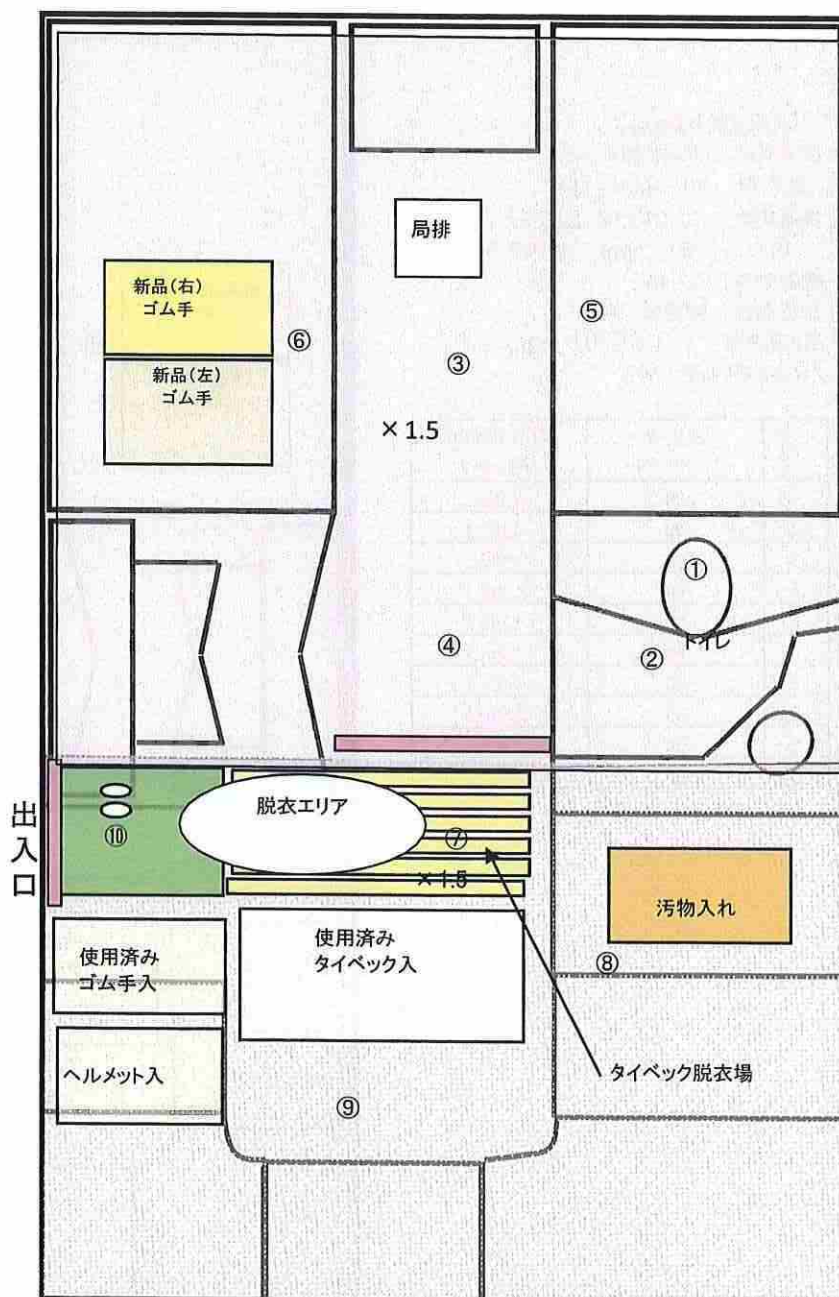 局排
新品(右)
ゴム手
⑥
⑤
③
新品(左)
ゴム手
×1.5
①
④
②
トイレ
出入口
脱衣エリア
⑩
⑦
×1.5
汚物入れ
使用済み
ゴム手入
使用済み
タイベック入
⑧
ヘルメット入
タイベック脱衣場
⑨